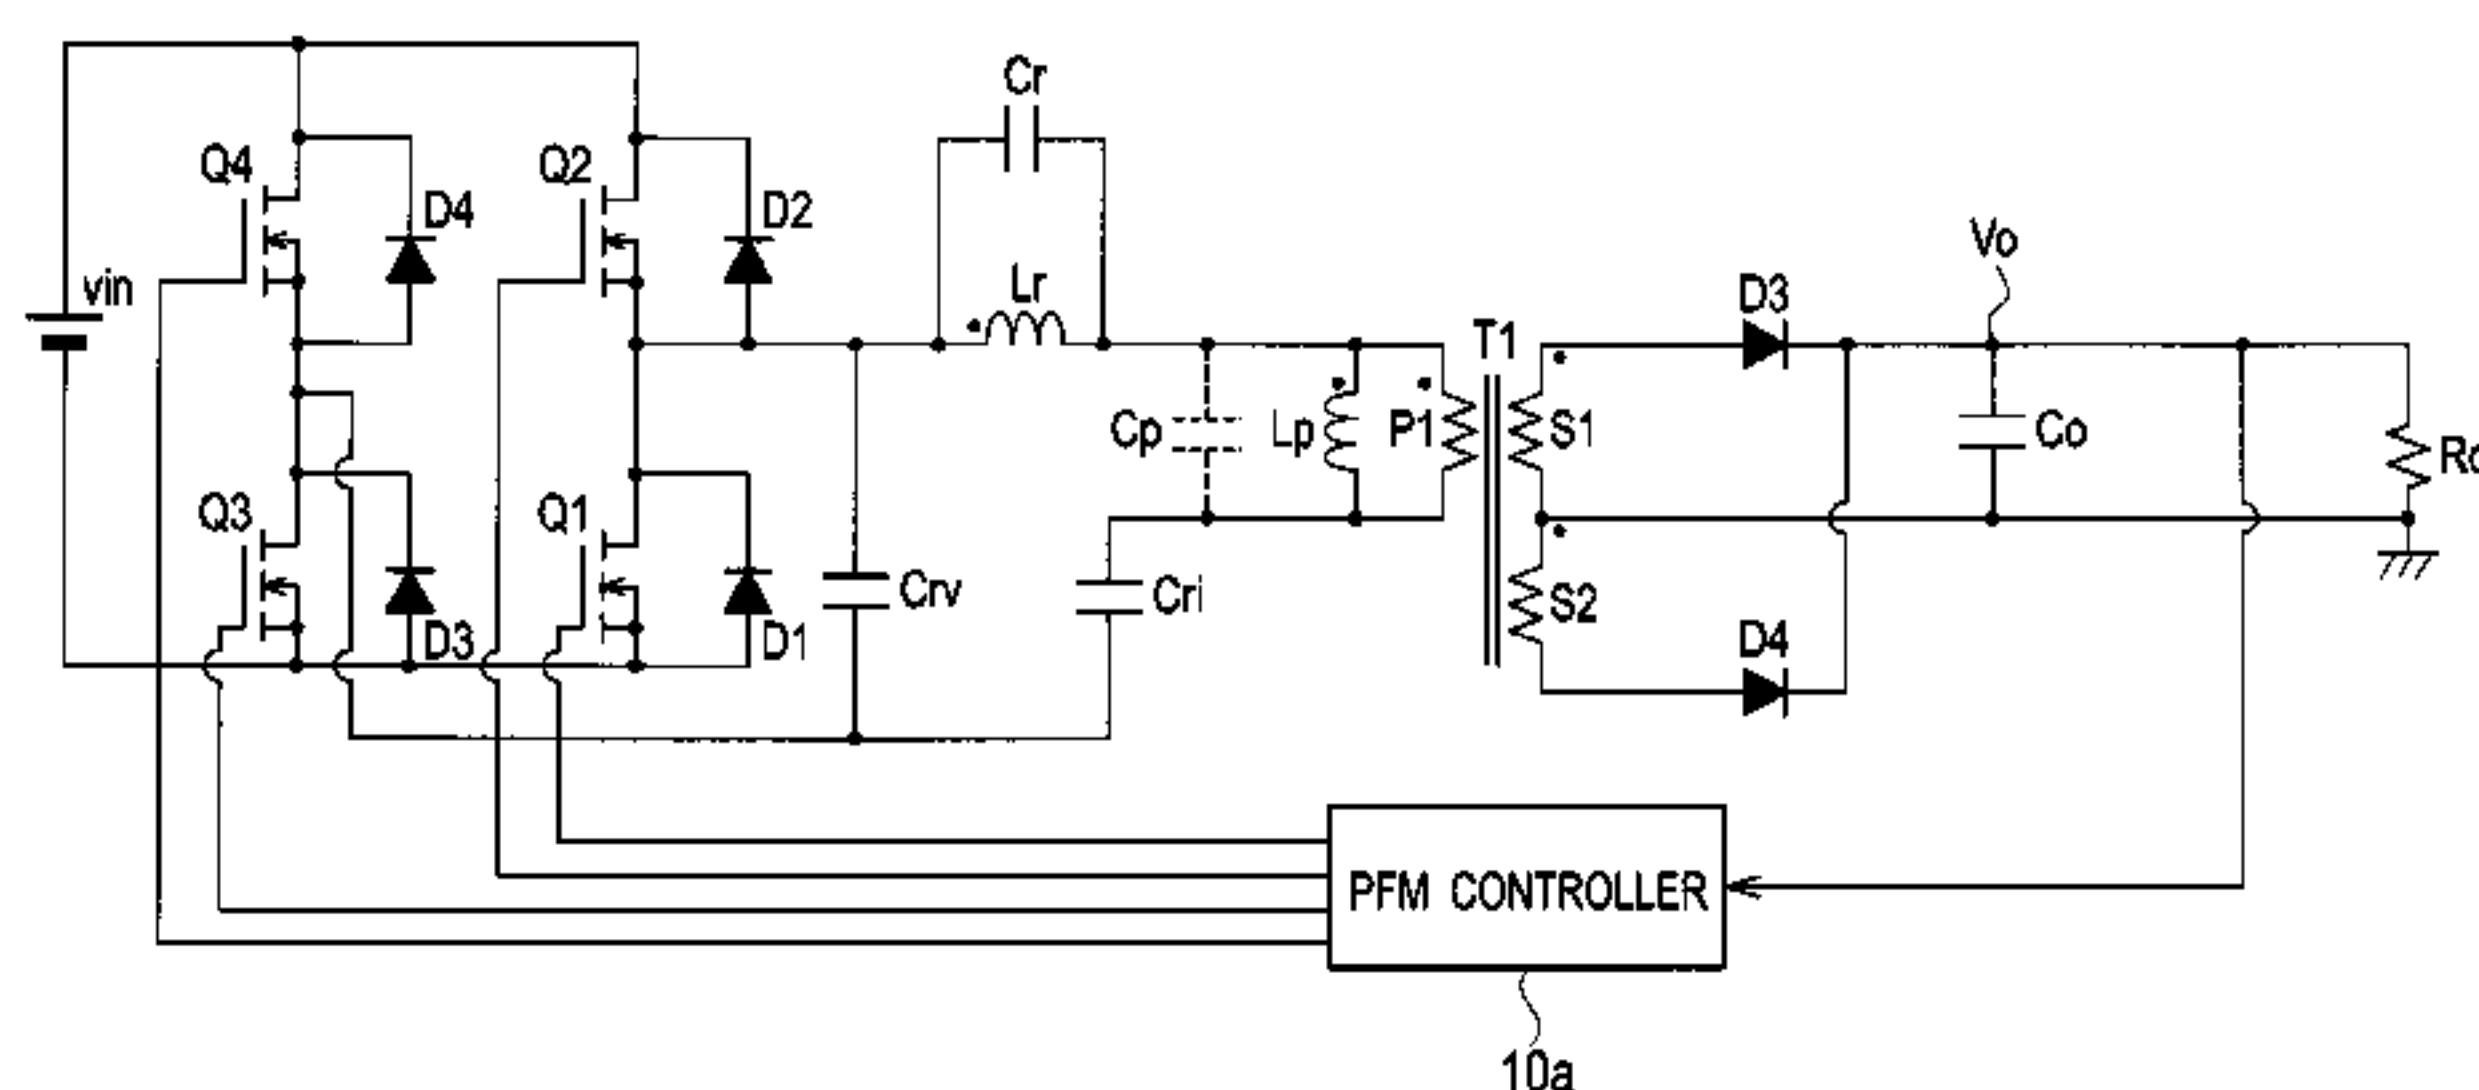 Cr
Q4
Q2
D4
D2
vin
Lr
Vo
D3
T1
Cp
Lp
P1
S1
Co
Q3
Q1
Crv
Cri
S2
D3
D1
D4
PFM CONTROLLER
10a